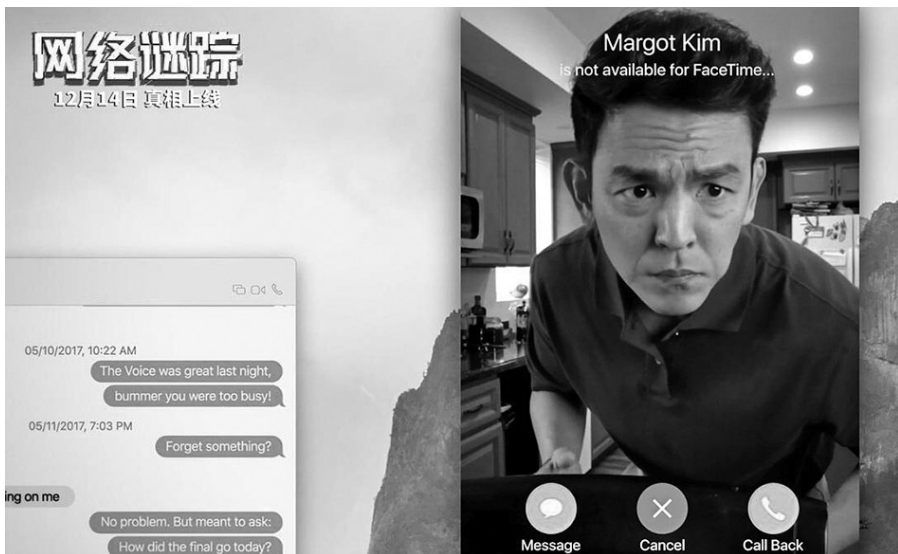 网络谜踪
12月14日 真相上线
Margot Kim
is not available for FaceTime...
05/10/2017, 10:22 AM
The Voice was great last night,
bummer you were too busy!
05/11/2017, 7:03 PM
Forget something?
ing on me
No problem. But meant to ask:
How did the final go today?
Message
Cancel
Call Back